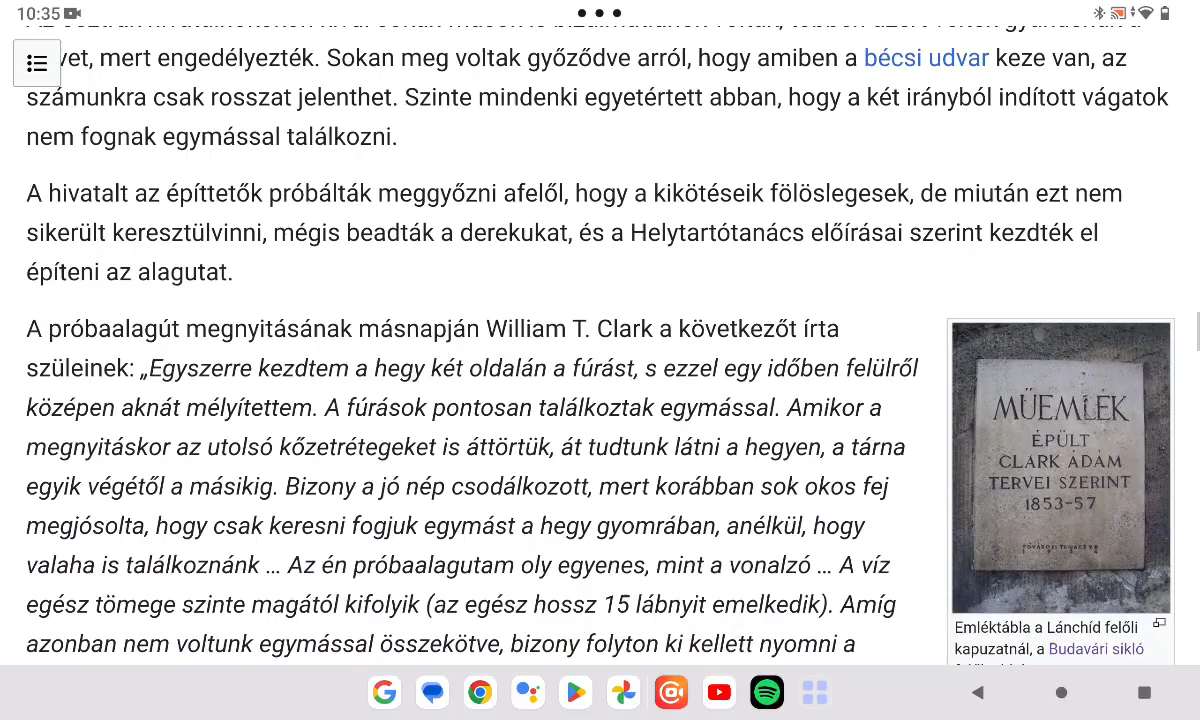 10:35
vet, mert engedélyezték. Sokan meg voltak győződve arról, hogy amiben a bécsi udvar keze van, az
számunkra csak rosszat jelenthet. Szinte mindenki egyetértett abban, hogy a két irányból indított vágatok
nem fognak egymással találkozni.
A hivatalt az építtetők próbálták meggyőzni afelől, hogy a kikötéseik fölöslegesek, de miután ezt nem
sikerült keresztülvinni, mégis beadták a derekukat, és a Helytartótanács előírásai szerint kezdték el
építeni az alagutat.
A próbaalagút megnyitásának másnapján William T. Clark a következőt írta
szüleinek: „Egyszerre kezdtem a hegy két oldalán a fúrást, s ezzel egy időben felülről
középen aknát mélyítettem. A fúrások pontosan találkoztak egymással. Amikor a
megnyitáskor az utolsó kőzetrétegeket is áttörtük, át tudtunk látni a hegyen, a tárna
egyik végétől a másikig. Bizony a jó nép csodálkozott, mert korábban sok okos fej
megjósolta, hogy csak keresni fogjuk egymást a hegy gyomrában, anélkül, hogy
valaha is találkoznánk ... Az én próbaalagutam oly egyenes, mint a vonalzó ... A víz
egész tömege szinte magától kifolyik (az egész hossz 15 lábnyit emelkedik). Amíg
azonban nem voltunk egymással összekötve, bizony folyton ki kellett nyomni a
MŰEMLÉK
ÉPÜLT
CLARK ÁDÁM
TERVEI SZERINT
1853-57
FŐVÁROSI TANÁCS VB
Emléktábla a Lánchíd felőli
kapuzatnál, a Budavári sikló